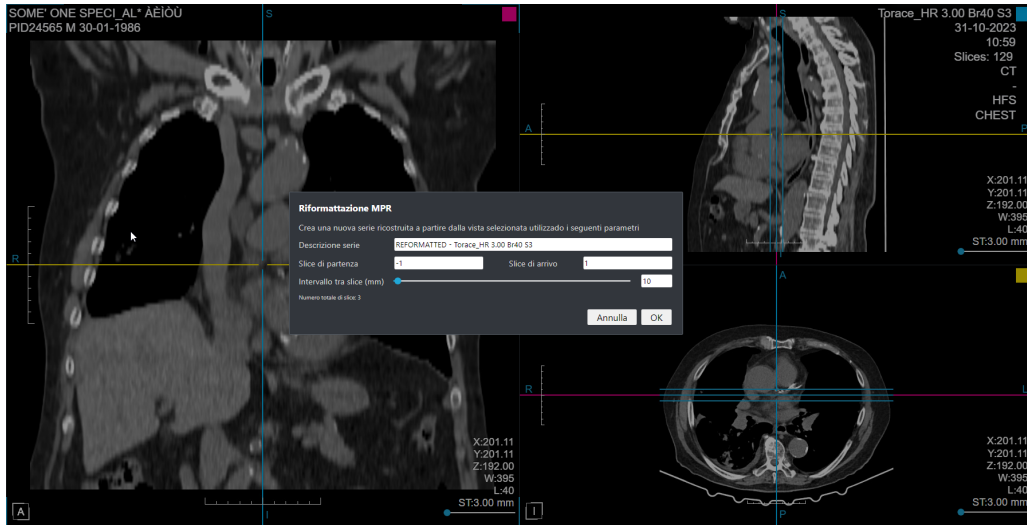 SOME' ONE SPECI_AL* ÀÈÌÒÙ
PID24565 M 30-01-1986
S
R
X:201.11
Y:201.11
Z:192.00
W:395
L:40
ST:3.00 mm
A
I
Torace_HR 3.00 Br40 S3
31-10-2023
10:59
Slices: 129
CT
-
HFS
CHEST
S
A
P
X:201.11
Y:201.11
Z:192.00
W:395
L:40
ST:3.00 mm
Riformattazione MPR
Crea una nuova serie ricostruita a partire dalla vista selezionata utilizzado i seguenti parametri
Descrizione serie REFORMATTED - Torace_HR 3.00 Br40 S3
Slice di partenza -1 Slice di arrivo 1
Intervallo tra slice (mm) 10
Numero totale di slice: 3
Annulla OK
A
R
L
X:201.11
Y:201.11
Z:192.00
W:395
L:40
ST:3.00 mm
I
P